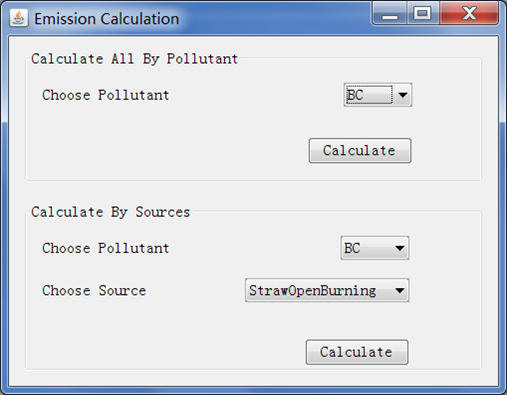 Emission Calculation
Calculate All By Pollutant
Choose Pollutant BC
Calculate
Calculate By Sources
Choose Pollutant BC
Choose Source StrawOpenBurning
Calculate